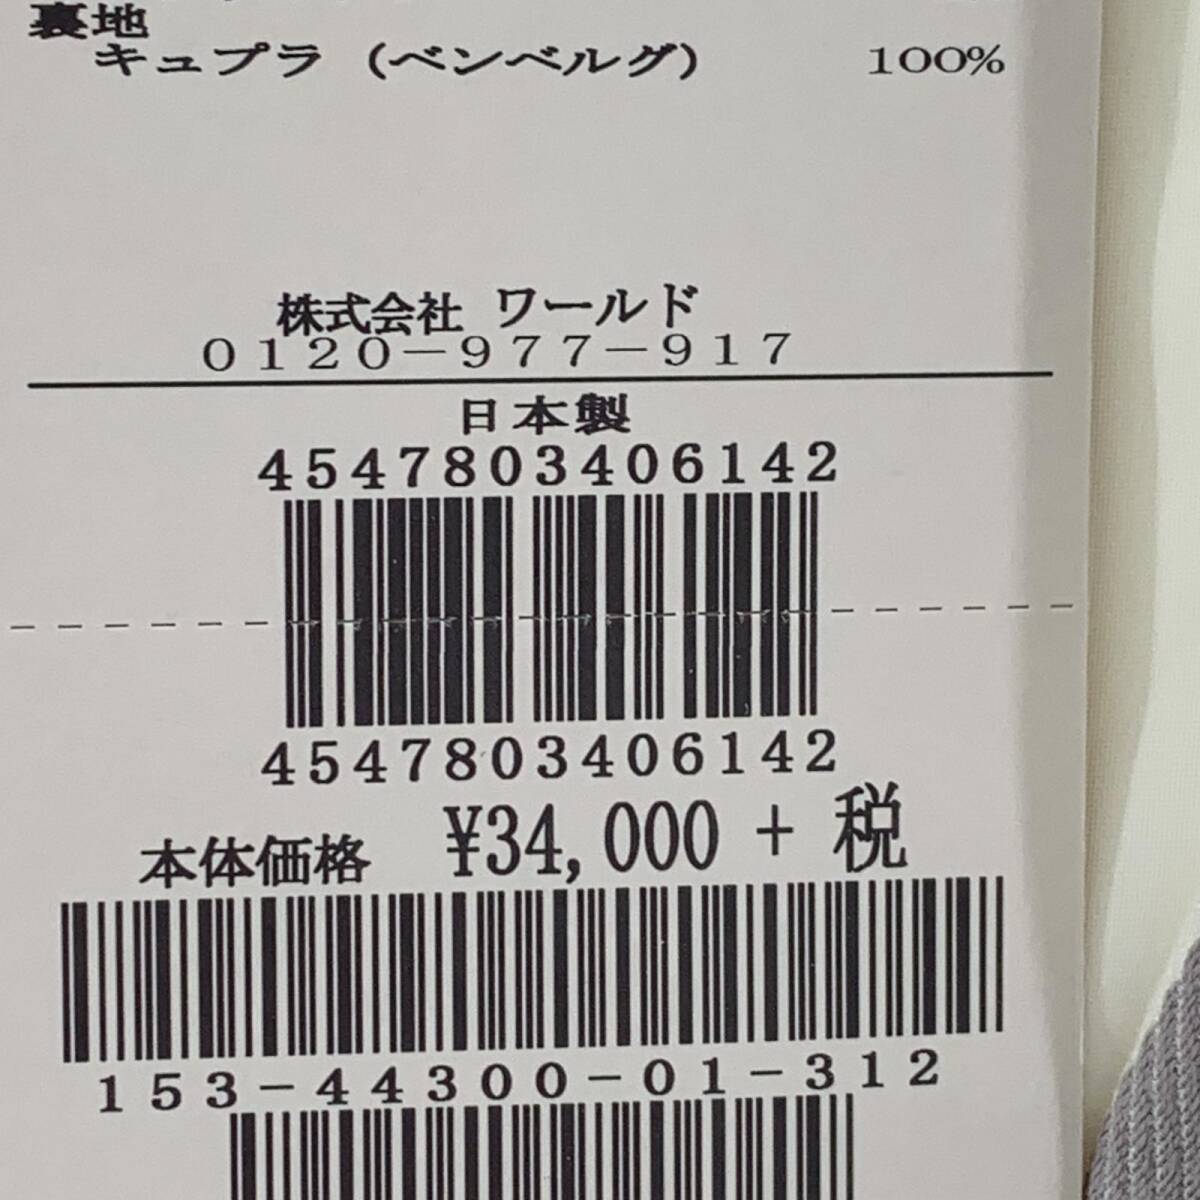 裏地
キュプラ (ベンベルグ) 100%
株式会社 ワールド
0120-977-917
日本製
4547803406142
4547803406142
本体価格 ¥34,000 + 税
153-44300-01-312